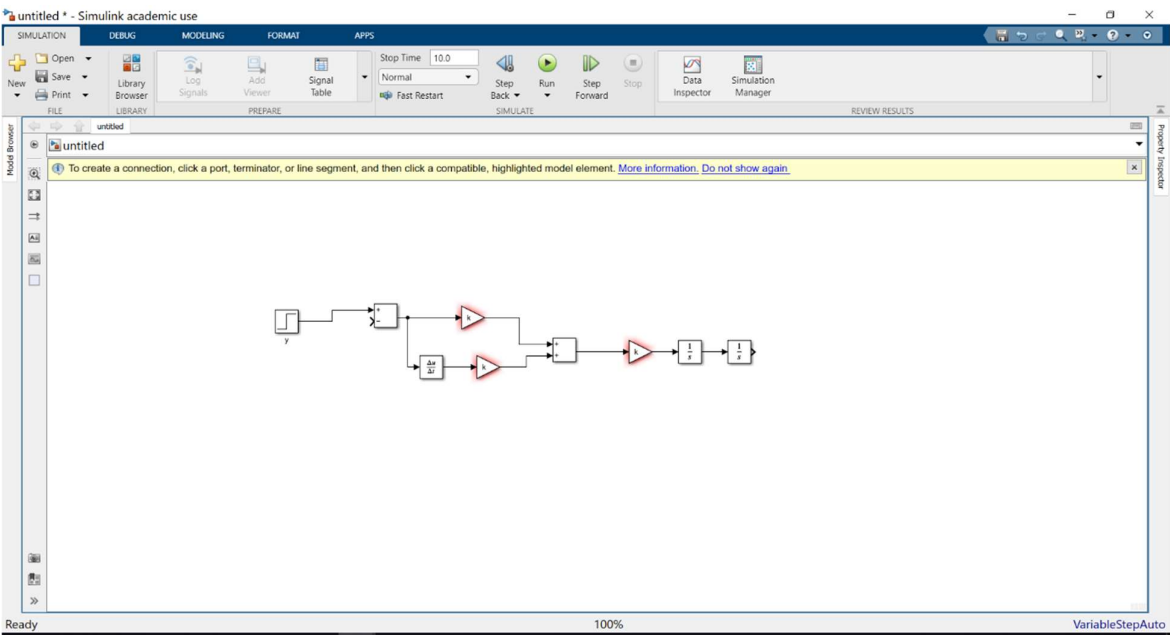 untitled * - Simulink academic use
SIMULATION DEBUG MODELING FORMAT APPS
New
Open
Save
Print
FILE
Library Browser
LIBRARY
Log Signals
Add Viewer
Signal Table
PREPARE
Stop Time 10.0
Normal
Fast Restart
Step Back
Run
Step Forward
Stop
SIMULATE
Data Inspector
Simulation Manager
REVIEW RESULTS
Model Browser
Property Inspector
untitled
untitled
To create a connection, click a port, terminator, or line segment, and then click a compatible, highlighted model element. More information. Do not show again
y
+
−
k
Δu
Δt
k
+
+
k
1
s
1
s
Ready 100% VariableStepAuto